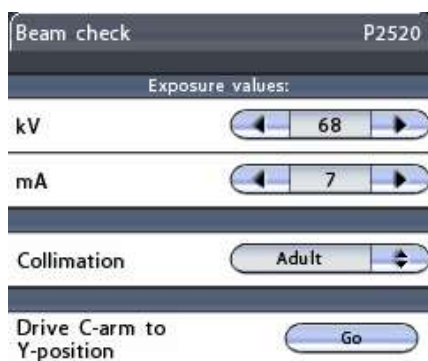 Beam check P2520
Exposure values:
kV 68
mA 7
Collimation Adult
Drive C-arm to
Y-position Go